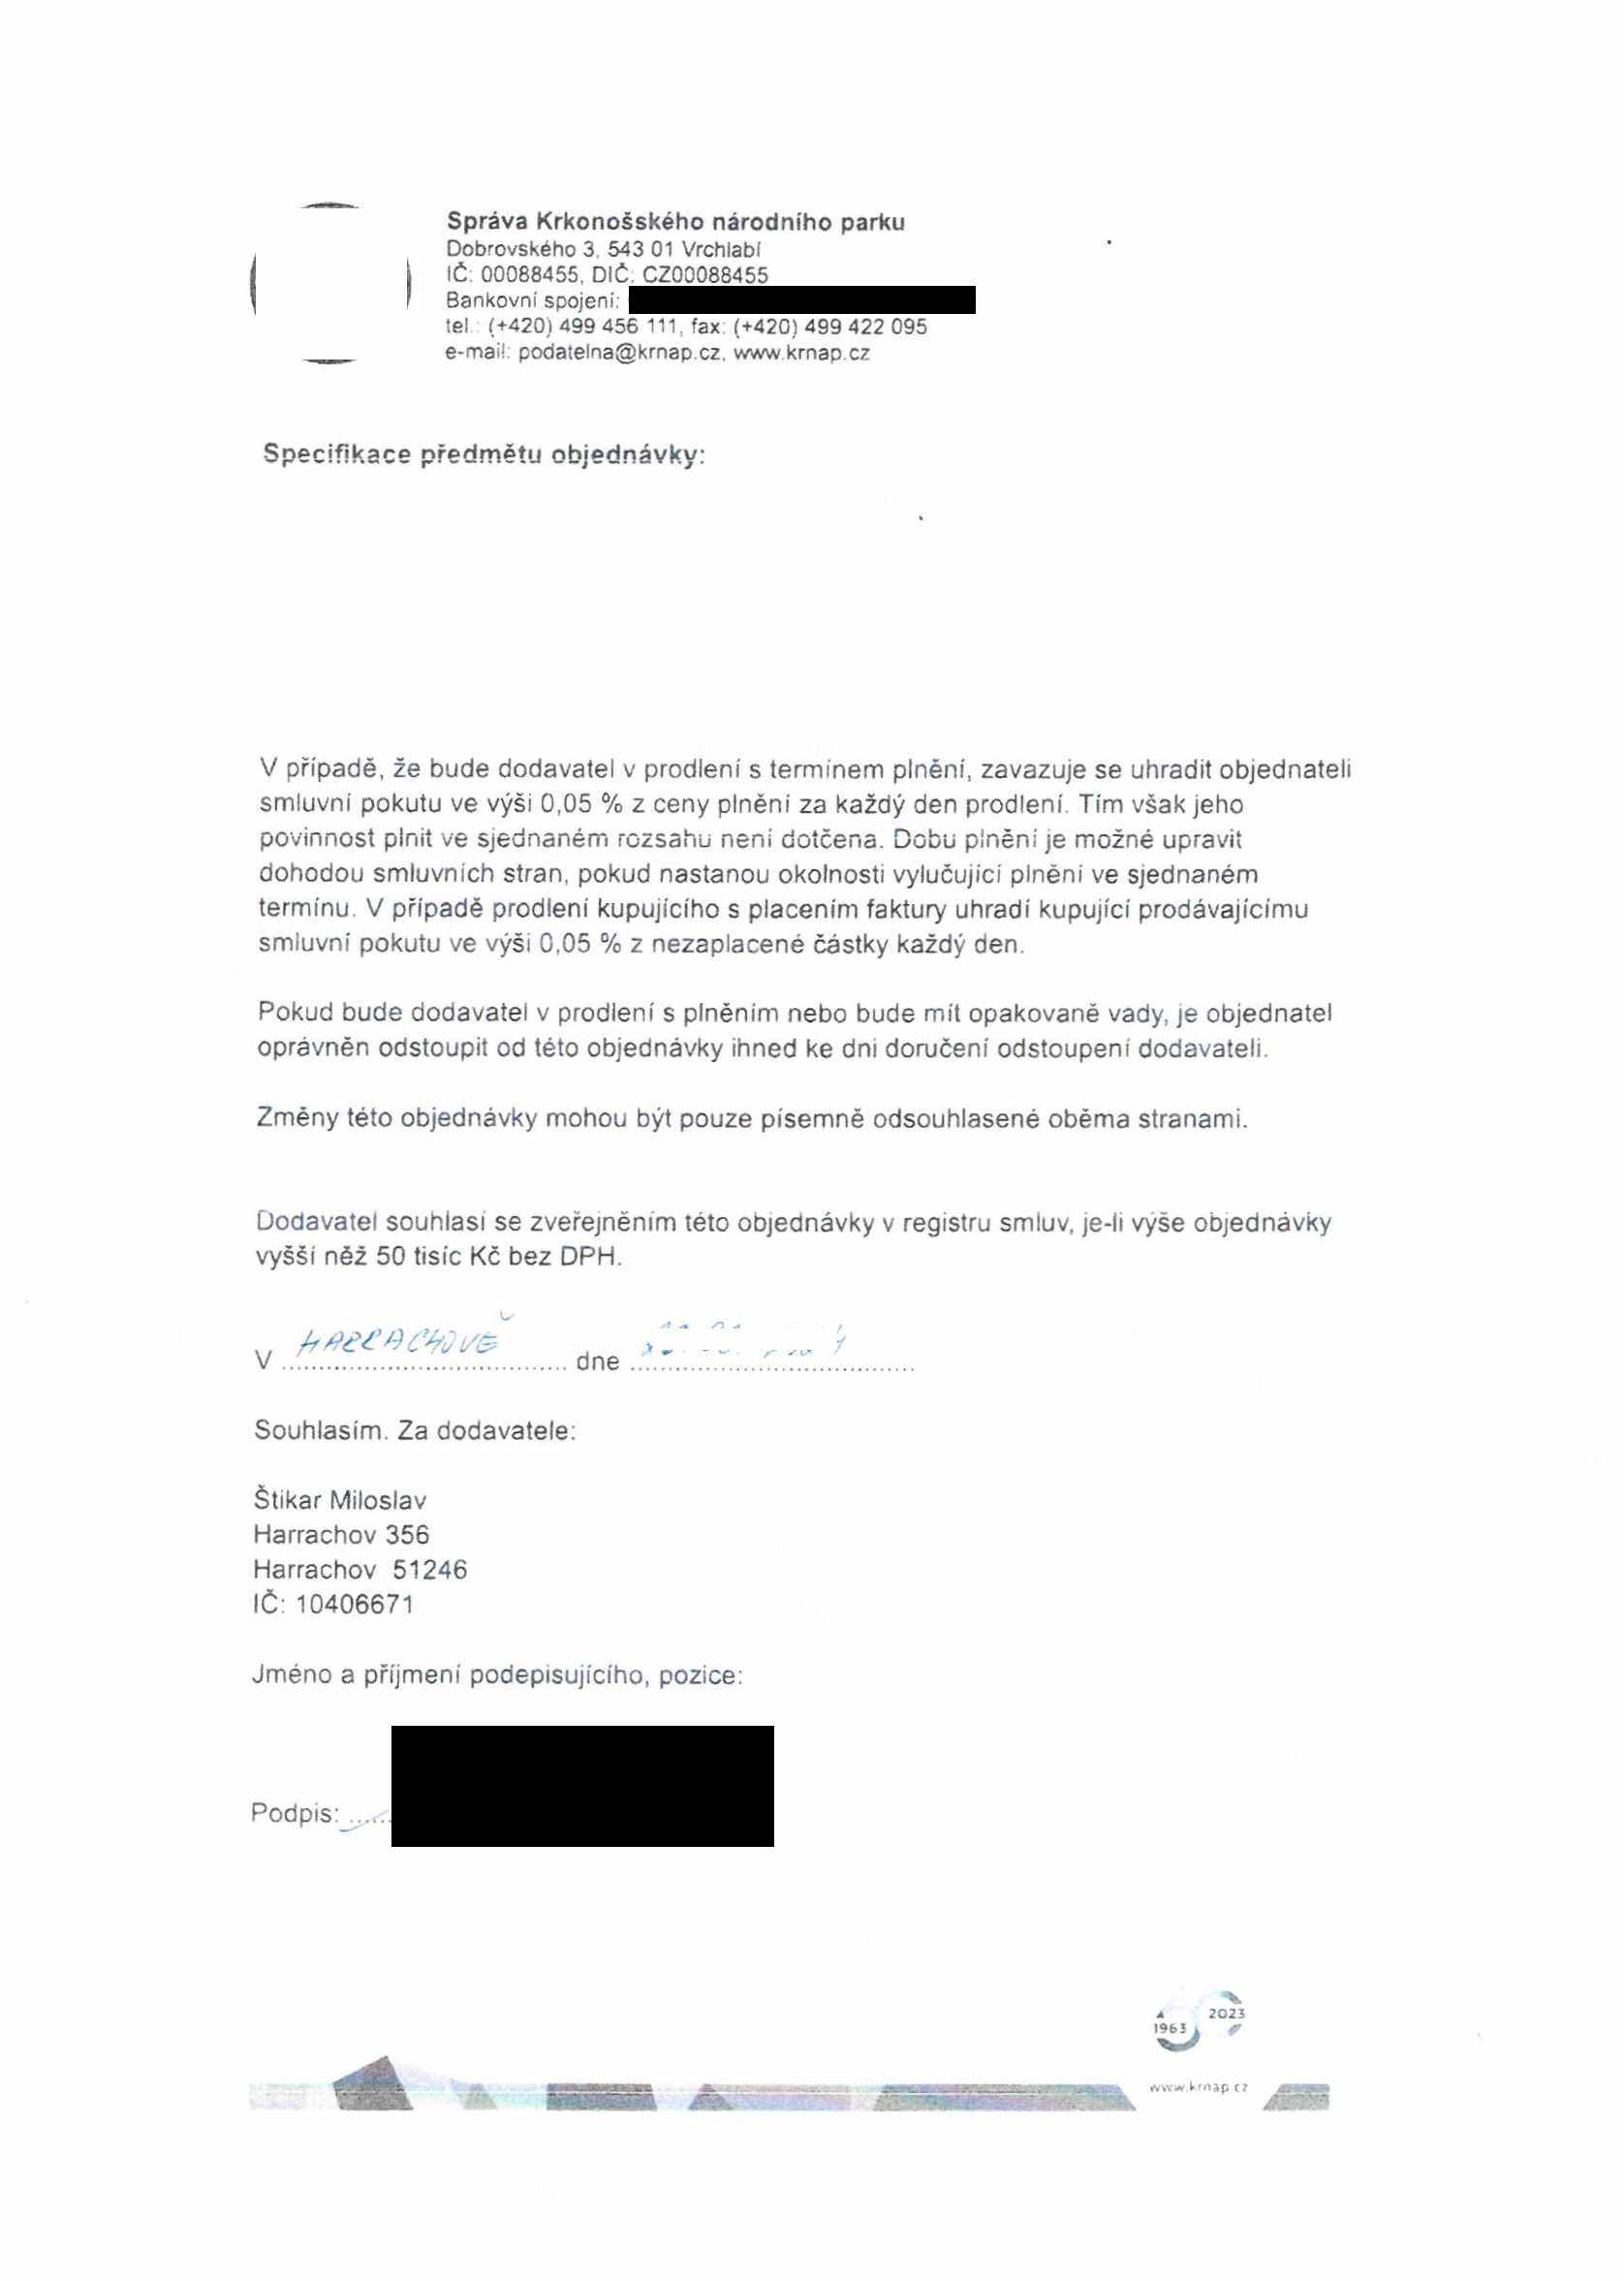 Správa Krkonošského národního parku
Dobrovského 3, 543 01 Vrchlabí
IČ: 00088455, DIČ: CZ00088455
Bankovní spojení:
tel.: (+420) 499 456 111, fax: (+420) 499 422 095
e-mail: podatelna@krnap.cz, www.krnap.cz
Specifikace předmětu objednávky:
V případě, že bude dodavatel v prodlení s termínem plnění, zavazuje se uhradit objednateli
smluvní pokutu ve výši 0,05 % z ceny plnění za každý den prodlení. Tím však jeho
povinnost plnit ve sjednaném rozsahu není dotčena. Dobu plnění je možné upravit
dohodou smluvních stran, pokud nastanou okolnosti vylučující plnění ve sjednaném
termínu. V případě prodlení kupujícího s placením faktury uhradí kupující prodávajícímu
smluvní pokutu ve výši 0,05 % z nezaplacené částky každý den.
Pokud bude dodavatel v prodlení s plněním nebo bude mít opakovaně vady, je objednatel
oprávněn odstoupit od této objednávky ihned ke dni doručení odstoupení dodavateli.
Změny této objednávky mohou být pouze písemně odsouhlasené oběma stranami.
Dodavatel souhlasí se zveřejněním této objednávky v registru smluv, je-li výše objednávky
vyšší něž 50 tisíc Kč bez DPH.
V HARRACHOVĚ dne
Souhlasím. Za dodavatele:
Štikar Miloslav
Harrachov 356
Harrachov 51246
IČ: 10406671
Jméno a příjmení podepisujícího, pozice:
Podpis:
2023
1963
www.krnap.cz